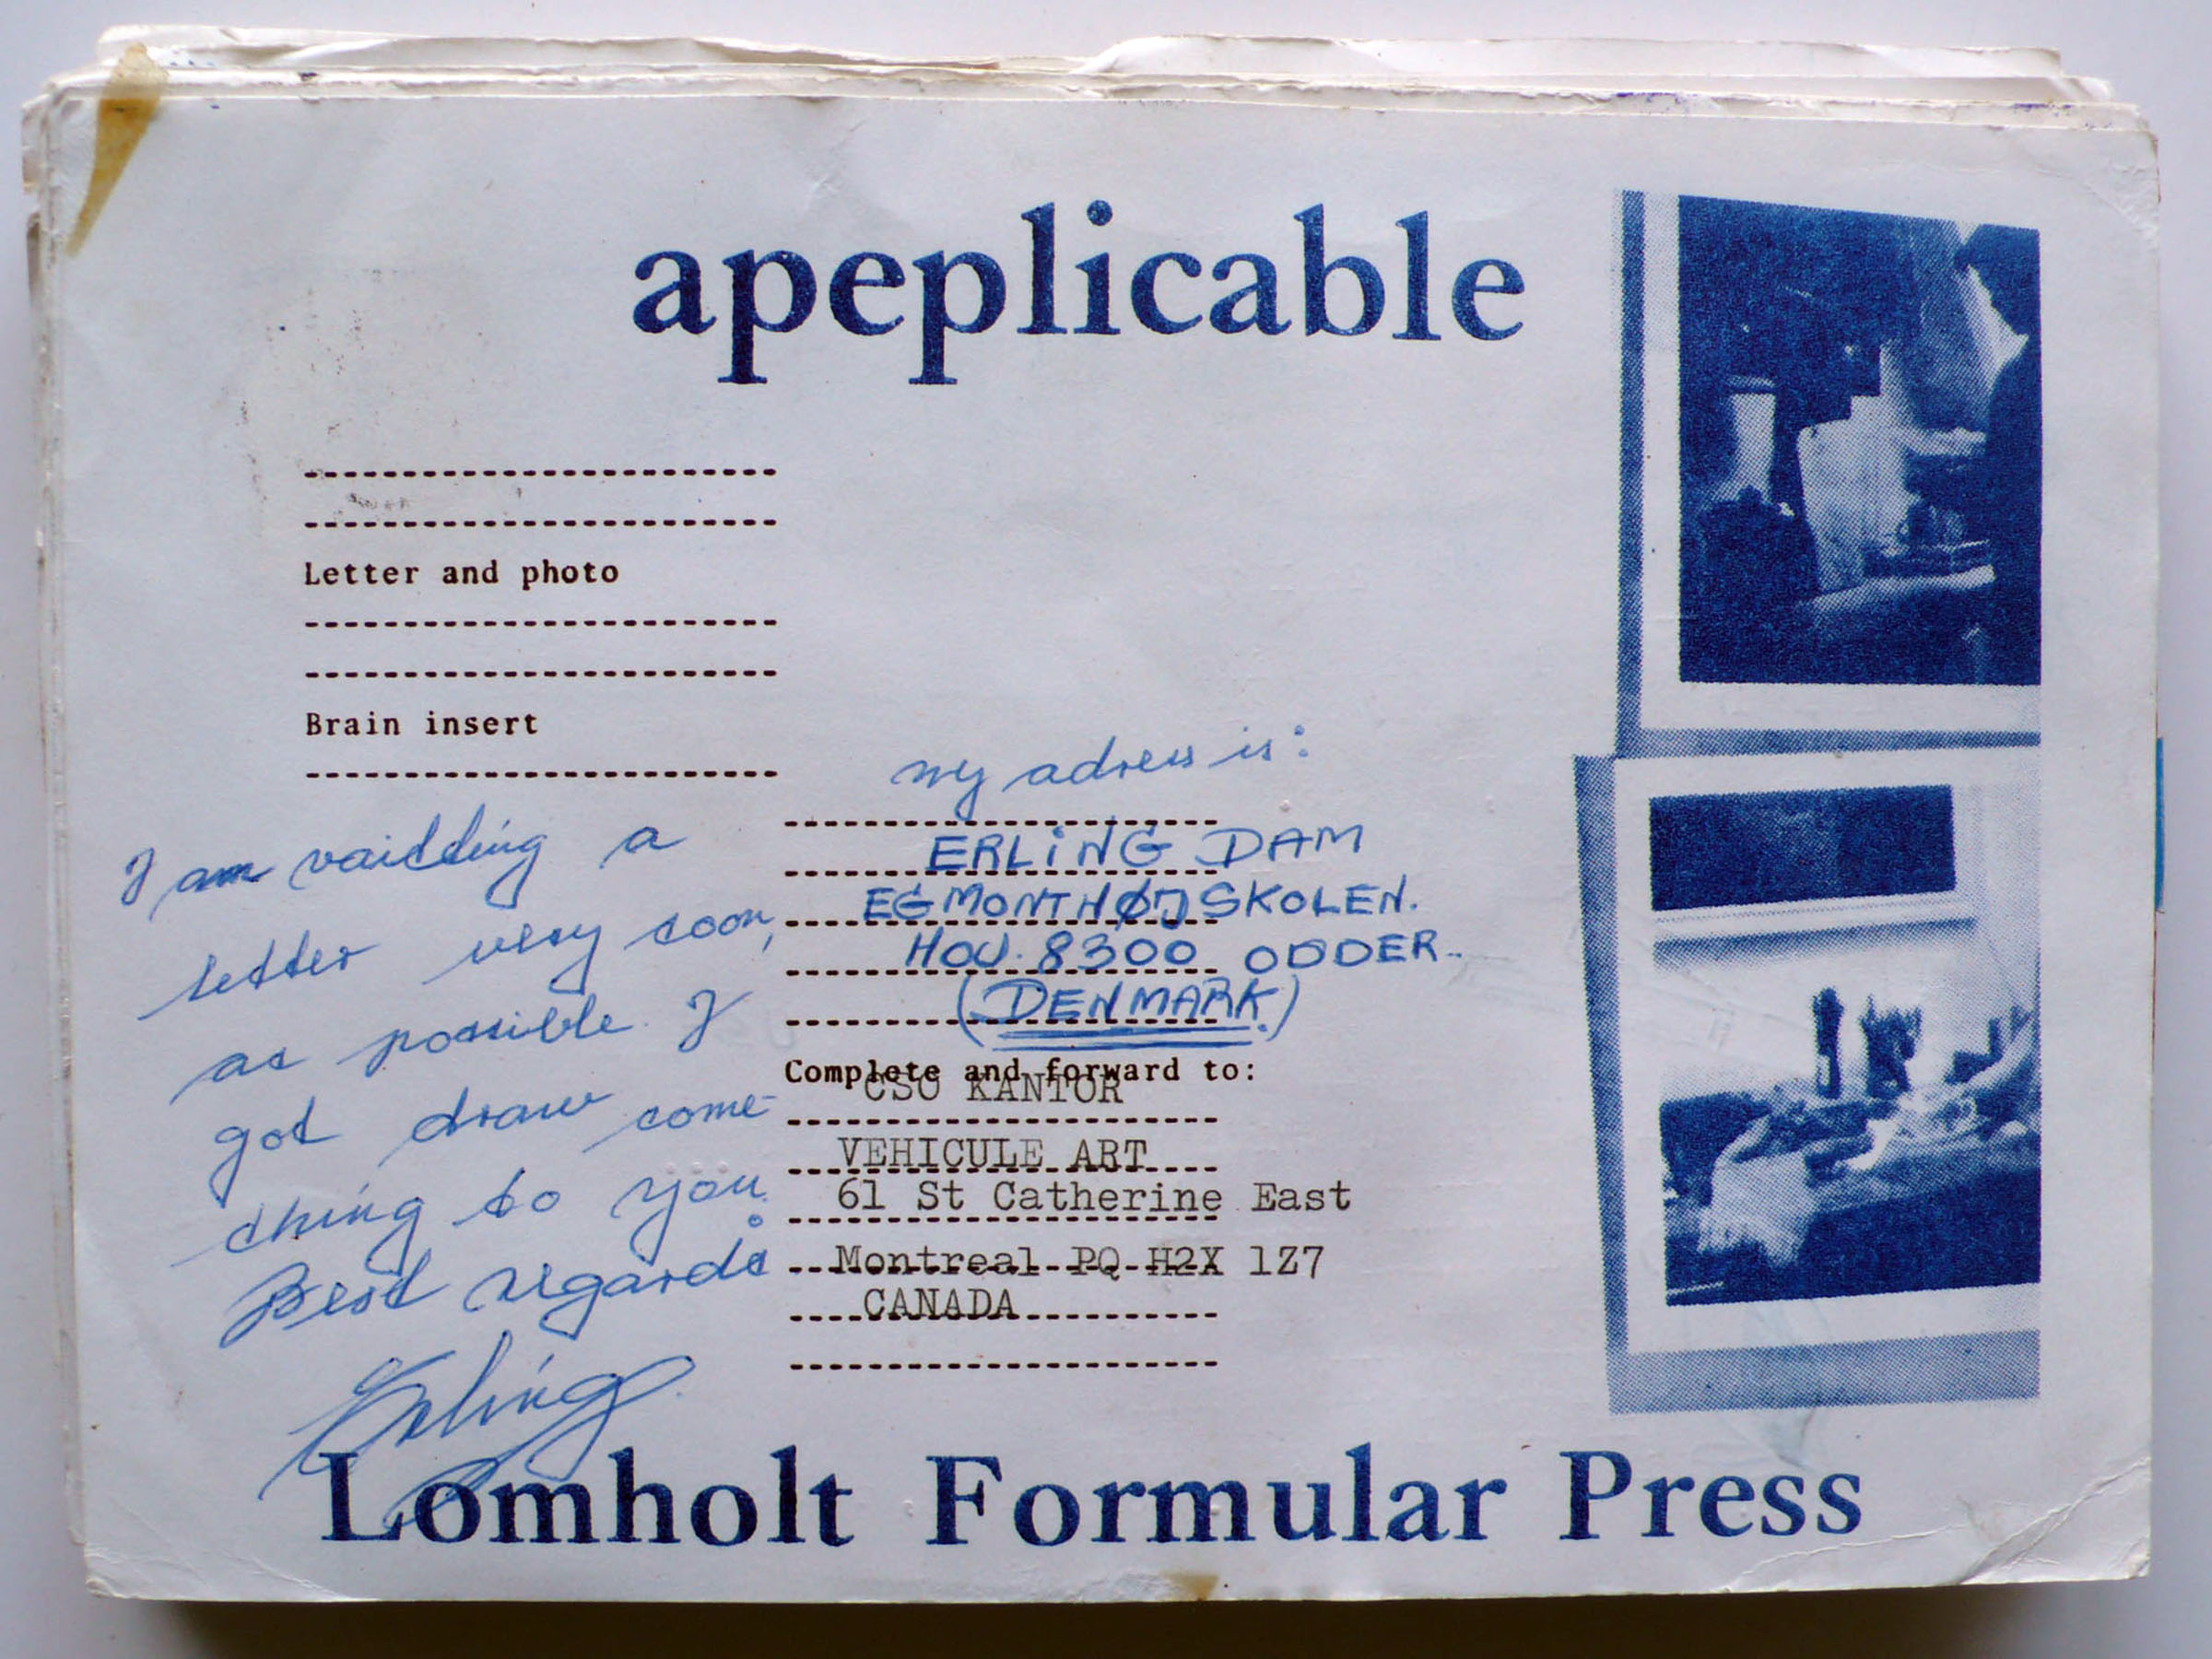 apeplicable
Letter and photo
Brain insert
my adress is:
ERLING DAM
EGMONTHØJSKOLEN.
HOU. 8300 ODDER..
(DENMARK.)
I am vaidding a
letter very soon,
as possible. I
got draw some-
thing to you.
Best regards:
Erling
Complete and forward to:
CSO KANTOR
VEHICULE ART
61 St Catherine East
Montreal PQ H2X 1Z7
CANADA
Lomholt Formular Press